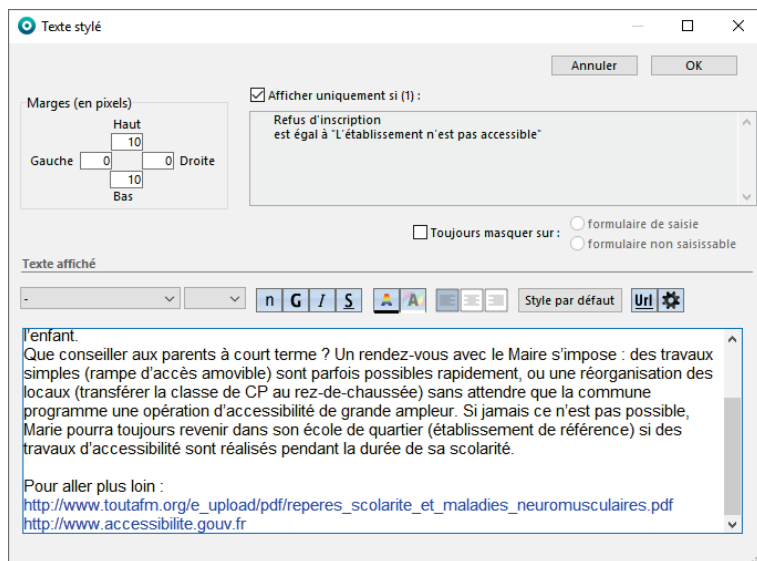 Texte stylé
Annuler
OK
Marges (en pixels)
Haut
10
Gauche 0 0 Droite
10
Bas
Afficher uniquement si (1) :
Refus d'inscription
est égal à "L'établissement n'est pas accessible"
Toujours masquer sur :
formulaire de saisie
formulaire non saisissable
Texte affiché
-
n G I S A A Style par défaut Url
l'enfant.
Que conseiller aux parents à court terme ? Un rendez-vous avec le Maire s'impose : des travaux
simples (rampe d'accès amovible) sont parfois possibles rapidement, ou une réorganisation des
locaux (transférer la classe de CP au rez-de-chaussée) sans attendre que la commune
programme une opération d'accessibilité de grande ampleur. Si jamais ce n'est pas possible,
Marie pourra toujours revenir dans son école de quartier (établissement de référence) si des
travaux d'accessibilité sont réalisés pendant la durée de sa scolarité.
Pour aller plus loin :
http://www.toutafm.org/e_upload/pdf/reperes_scolarite_et_maladies_neuromusculaires.pdf
http://www.accessibilite.gouv.fr